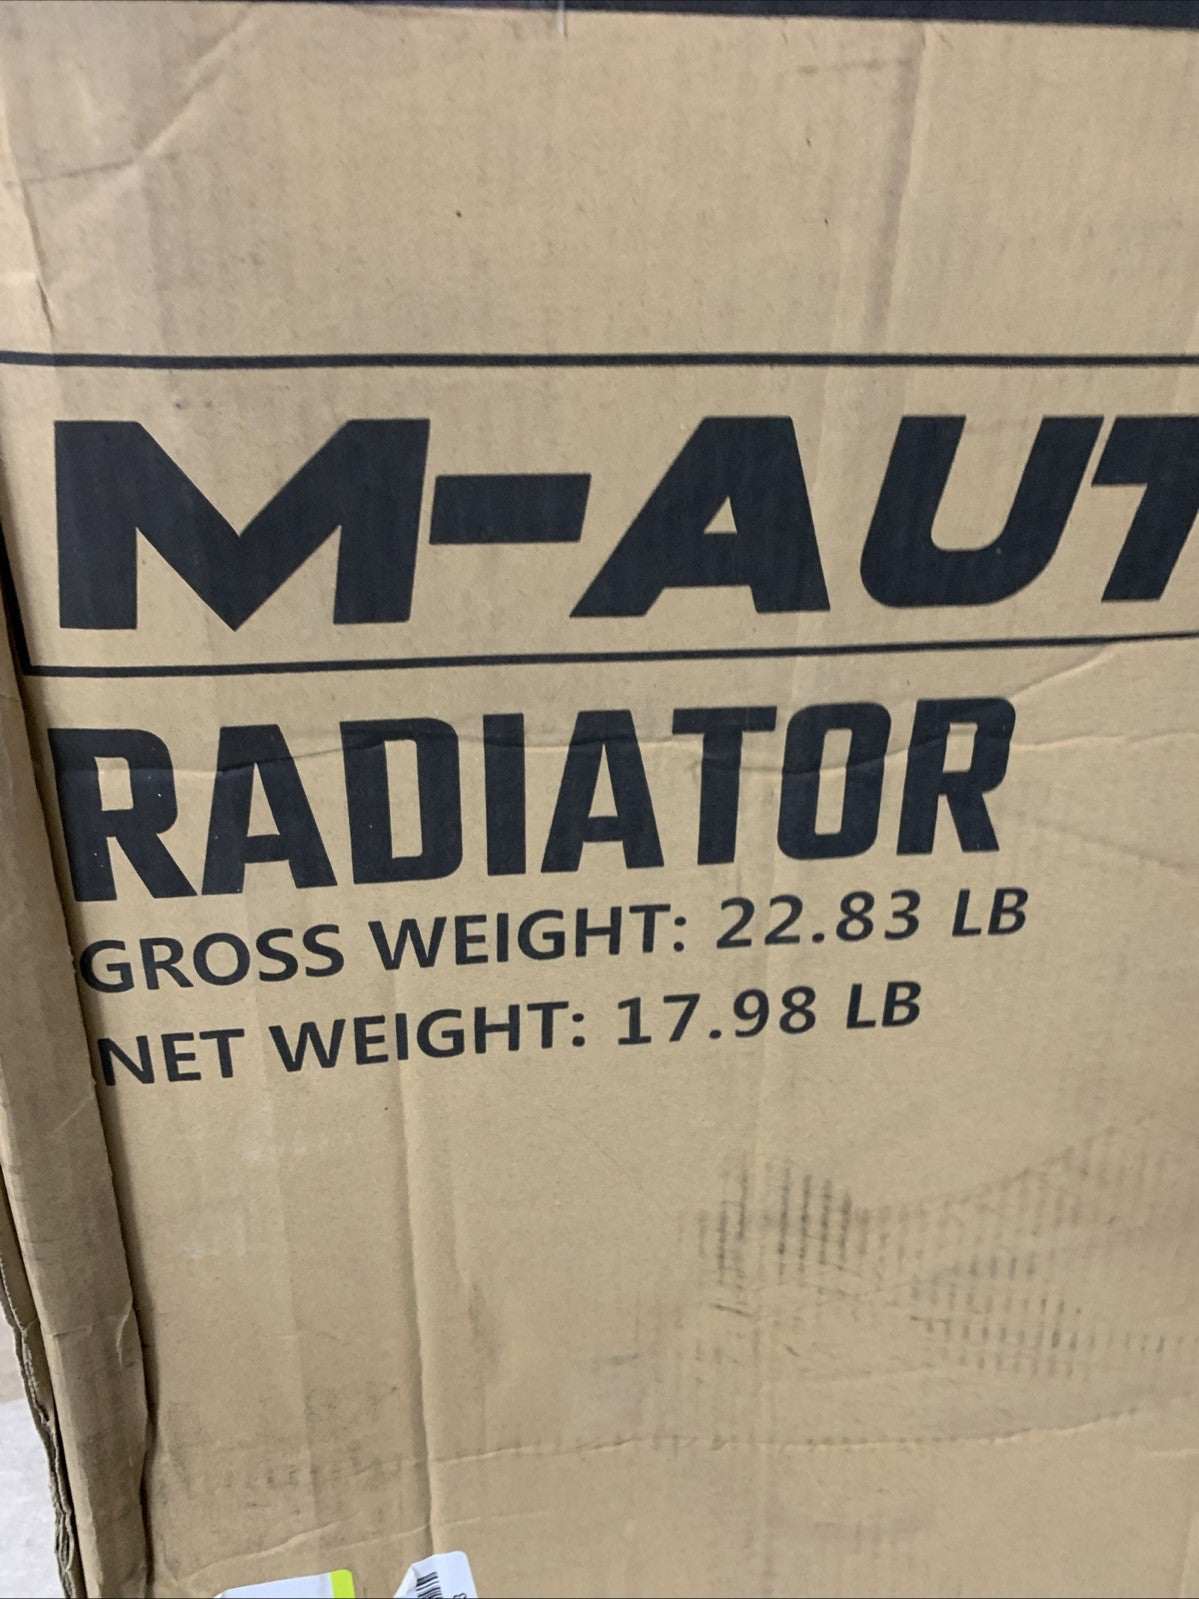 M-AUT
RADIATOR
GROSS WEIGHT: 22.83 LB
NET WEIGHT: 17.98 LB